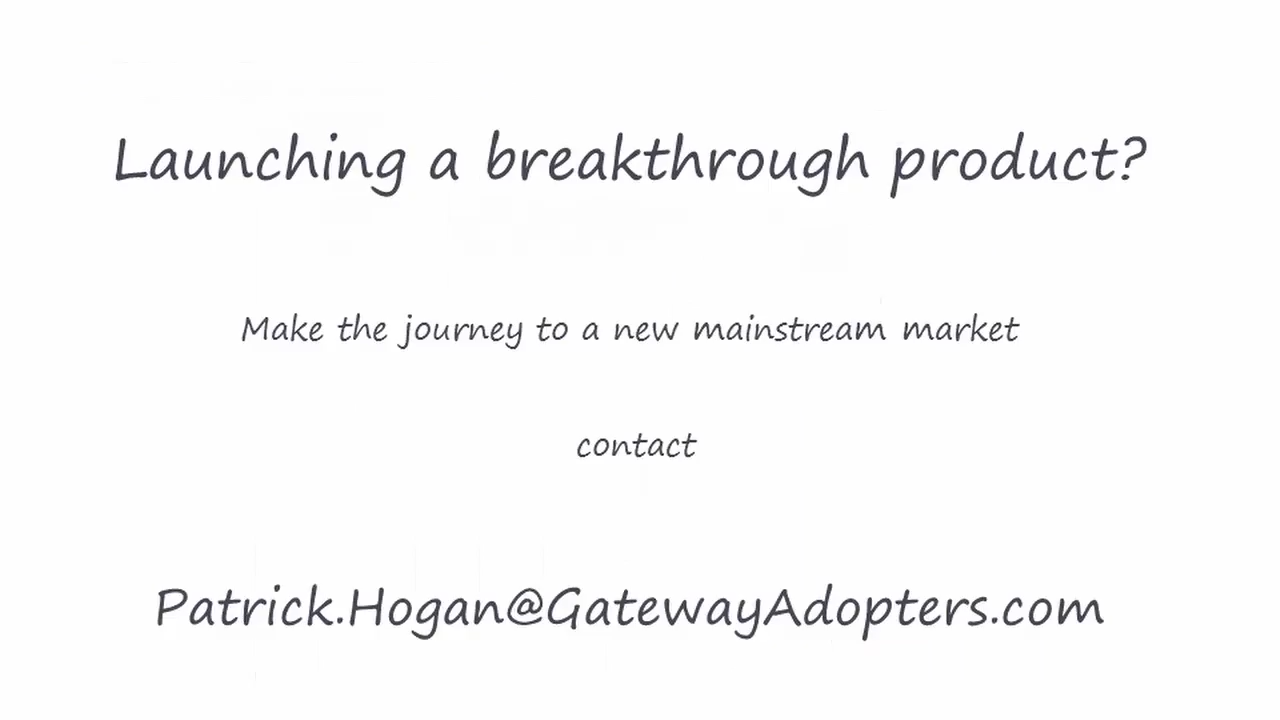 Launching a breakthrough product?
Make the journey to a new mainstream market
contact
Patrick.Hogan@GatewayAdopters.com